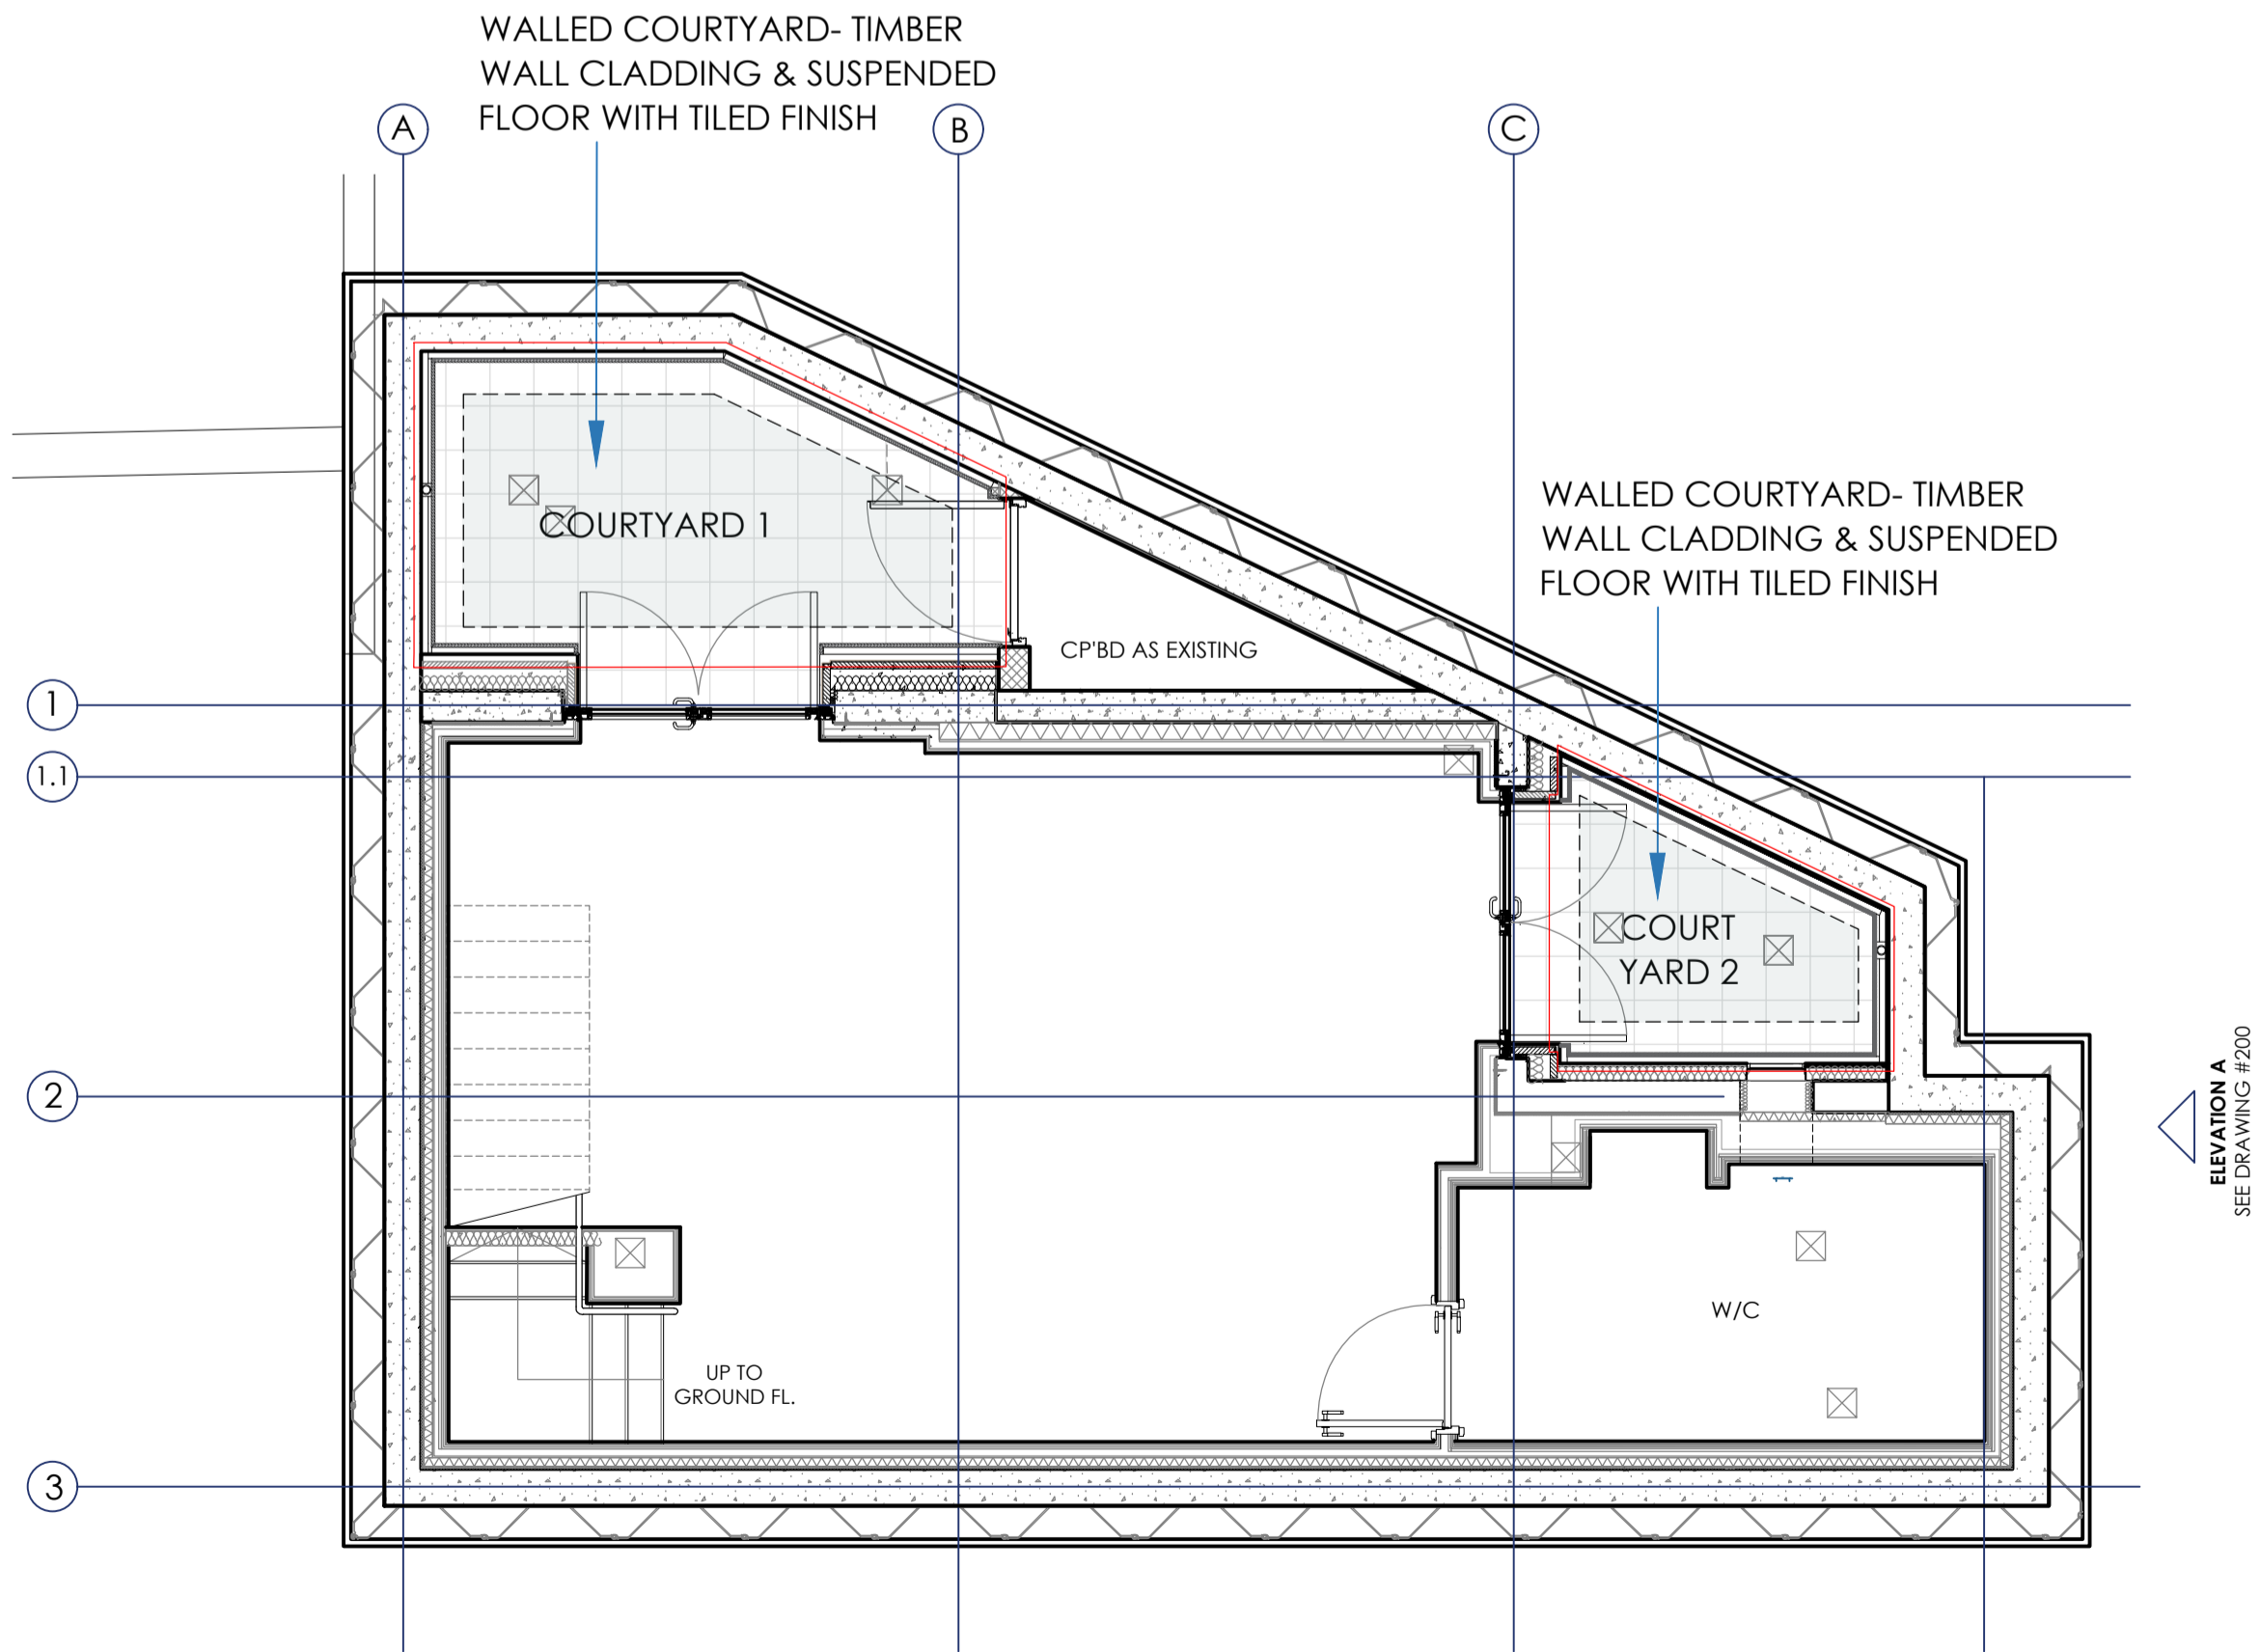 WALLED COURTYARD- TIMBER
WALL CLADDING & SUSPENDED
FLOOR WITH TILED FINISH
A
B
C
WALLED COURTYARD- TIMBER
WALL CLADDING & SUSPENDED
FLOOR WITH TILED FINISH
COURTYARD 1
CP'BD AS EXISTING
1
1.1
COURT
YARD 2
2
ELEVATION A
SEE DRAWING #200
W/C
UP TO
GROUND FL.
3